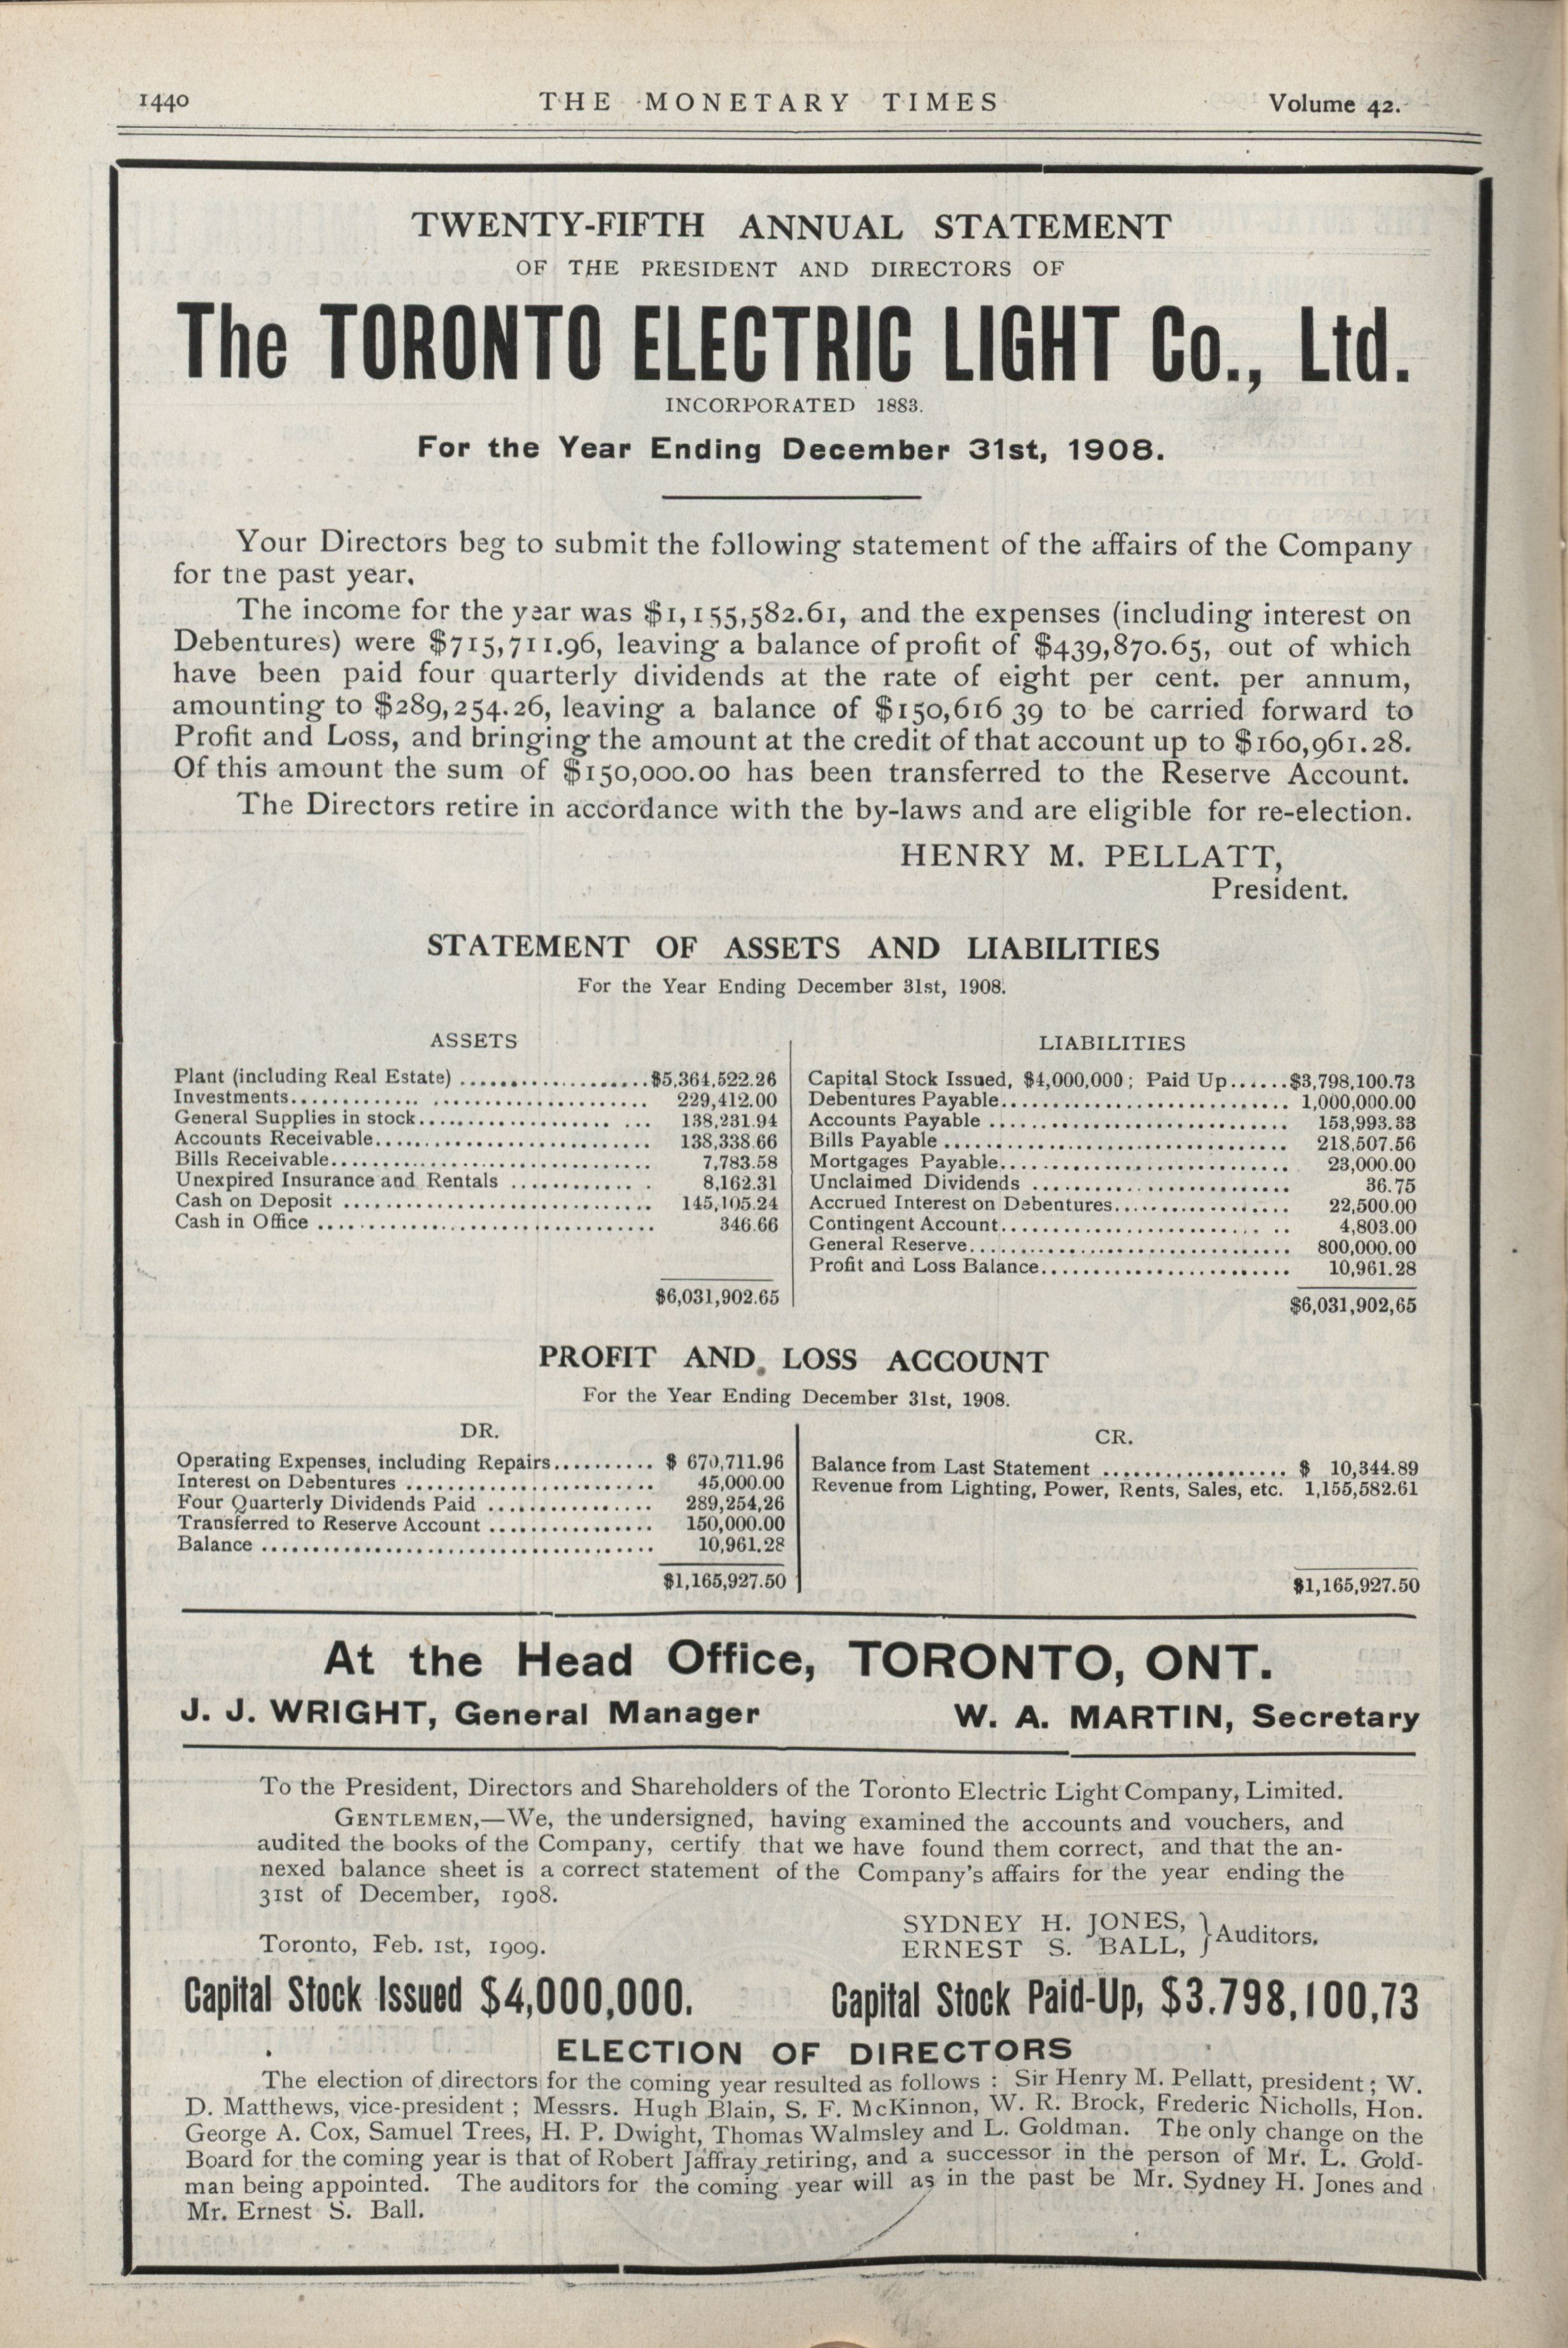 1440 THE MONETARY TIMES Volume 42.
TWENTY-FIFTH ANNUAL STATEMENT
OF THE PRESIDENT AND DIRECTORS OF
The TORONTO ELECTRIC LIGHT Co., Ltd.
INCORPORATED 1883.
For the Year Ending December 31st, 1908.
Your Directors beg to submit the following statement of the affairs of the Company
for tne past year.
The income for the year was $1,155,582.61, and the expenses (including interest on
Debentures) were $715,711.96, leaving a balance of profit of $439,870.65, out of which
have been paid four quarterly dividends at the rate of eight per cent. per annum,
amounting to $289,254.26, leaving a balance of $150,616 39 to be carried forward to
Profit and Loss, and bringing the amount at the credit of that account up to $160,961.28.
Of this amount the sum of $150,000.00 has been transferred to the Reserve Account.
The Directors retire in accordance with the by-laws and are eligible for re-election.
HENRY M. PELLATT,
President.
STATEMENT OF ASSETS AND LIABILITIES
For the Year Ending December 31st, 1908.
ASSETS
Plant (including Real Estate) .................... $5,364,522.26
Investments.................................... 229,412.00
General Supplies in stock...................... ... 138,231.94
Accounts Receivable........................... 138,338.66
Bills Receivable............................... 7,783.58
Unexpired Insurance and Rentals ............. . 8,162.31
Cash on Deposit .............................. 145,105.24
Cash in Office ................................. 346.66
$6,031,902.65
LIABILITIES
Capital Stock Issued, $4,000,000; Paid Up...... $3,798,100.73
Debentures Payable............................ 1,000,000.00
Accounts Payable ............................. 153,993.33
Bills Payable ................................. 218,507.56
Mortgages Payable............................ 23,000.00
Unclaimed Dividends ......................... 36.75
Accrued Interest on Debentures................. 22,500.00
Contingent Account......................... .. 4,803.00
General Reserve............................... 800,000.00
Profit and Loss Balance........................ 10,961.28
$6,031,902,65
PROFIT AND LOSS ACCOUNT
For the Year Ending December 31st, 1908.
DR.
Operating Expenses, including Repairs.......... $ 670,711.96
Interest on Debentures ........................ 45,000.00
Four Quarterly Dividends Paid ................ 289,254,26
Transferred to Reserve Account ................ 150,000.00
Balance ...................................... 10,961.28
$1,165,927.50
CR.
Balance from Last Statement .................. $ 10,344.89
Revenue from Lighting, Power, Rents, Sales, etc. 1,155,582.61
$1,165,927.50
At the Head Office, TORONTO, ONT.
J. J. WRIGHT, General Manager W. A. MARTIN, Secretary
To the President, Directors and Shareholders of the Toronto Electric Light Company, Limited.
GENTLEMEN,—We, the undersigned, having examined the accounts and vouchers, and
audited the books of the Company, certify that we have found them correct, and that the an-
nexed balance sheet is a correct statement of the Company's affairs for the year ending the
31st of December, 1908.
SYDNEY H. JONES,
ERNEST S. BALL, } Auditors.
Toronto, Feb. 1st, 1909.
Capital Stock Issued $4,000,000. Capital Stock Paid-Up, $3.798,100,73
ELECTION OF DIRECTORS
The election of directors for the coming year resulted as follows : Sir Henry M. Pellatt, president ; W.
D. Matthews, vice-president ; Messrs. Hugh Blain, S. F. McKinnon, W. R. Brock, Frederic Nicholls, Hon.
George A. Cox, Samuel Trees, H. P. Dwight, Thomas Walmsley and L. Goldman. The only change on the
Board for the coming year is that of Robert Jaffray retiring, and a successor in the person of Mr. L. Gold-
man being appointed. The auditors for the coming year will as in the past be Mr. Sydney H. Jones and
Mr. Ernest S. Ball.